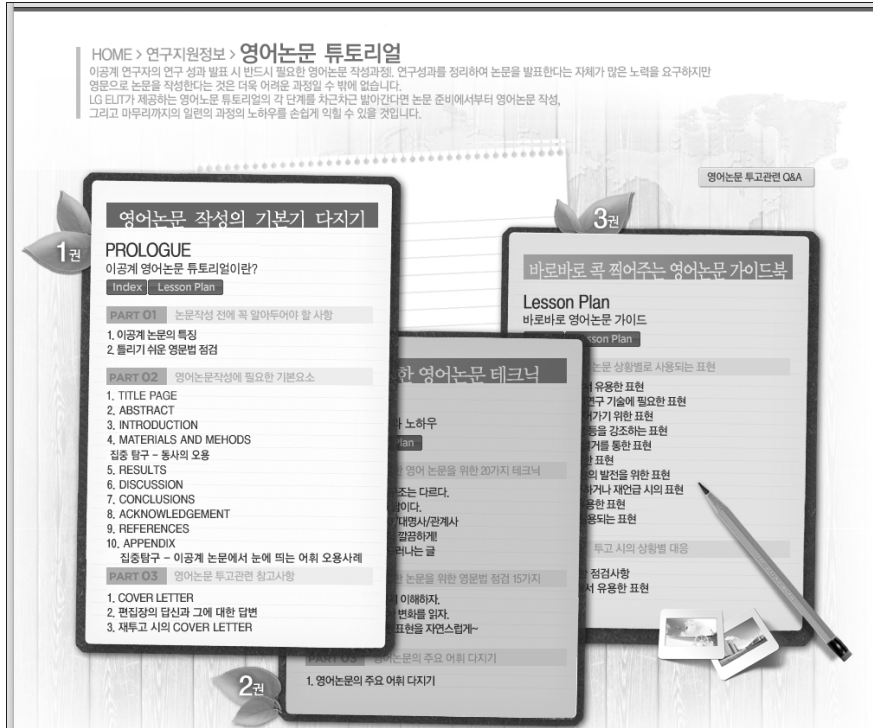 HOME > 연구지원정보 > 영어논문 튜토리얼
이공계 연구자의 연구 성과 발표 시 반드시 필요한 영어논문 작성과정!, 연구성과를 정리하여 논문을 발표한다는 자체가 많은 노력을 요구하지만
영문으로 논문을 작성한다는 것은 더욱 어려운 과정일 수 밖에 없습니다.
LG ELIT가 제공하는 영어노문 튜토리얼의 각 단계를 차근차근 밟아간다면 논문 준비에서부터 영어논문 작성,
그리고 마무리까지의 일련의 과정의 노하우를 손쉽게 익힐 수 있을 것입니다.
영어논문 투고관련 Q&A
1권
영어논문 작성의 기본기 다지기
PROLOGUE
이공계 영어논문 튜토리얼이란?
Index Lesson Plan
PART 01 논문작성 전에 꼭 알아두어야 할 사항
1. 이공계 논문의 특징
2. 틀리기 쉬운 영문법 점검
PART 02 영어논문작성에 필요한 기본요소
1. TITLE PAGE
2. ABSTRACT
3. INTRODUCTION
4. MATERIALS AND MEHODS
집중 탐구 - 동사의 오용
5. RESULTS
6. DISCUSSION
7. CONCLUSIONS
8. ACKNOWLEDGEMENT
9. REFERENCES
10. APPENDIX
집중탐구 - 이공계 논문에서 눈에 띄는 어휘 오용사례
PART 03 영어논문 투고관련 참고사항
1. COVER LETTER
2. 편집장의 답신과 그에 대한 답변
3. 재투고 시의 COVER LETTER
2권
한 영어논문 테크닉
노하우
Plan
한 영어 논문을 위한 20가지 테크닉
조는 다르다.
이다.
/대명사/관계사
깔끔하게!
러나는 글
한 논문을 위한 영문법 점검 15가지
이해하자.
변화를 읽자.
표현을 자연스럽게~
PART 03 영어논문의 주요 어휘 다지기
1. 영어논문의 주요 어휘 다지기
3권
바로바로 콕 찍어주는 영어논문 가이드북
Lesson Plan
바로바로 영어논문 가이드
sson Plan
논문 상황별로 사용되는 표현
서 유용한 표현
연구 기술에 필요한 표현
어가기 위한 표현
등을 강조하는 표현
거를 통한 표현
한 표현
의 발전을 위한 표현
하거나 재언급 시의 표현
용한 표현
용되는 표현
투고 시의 상황별 대응
점검사항
서 유용한 표현